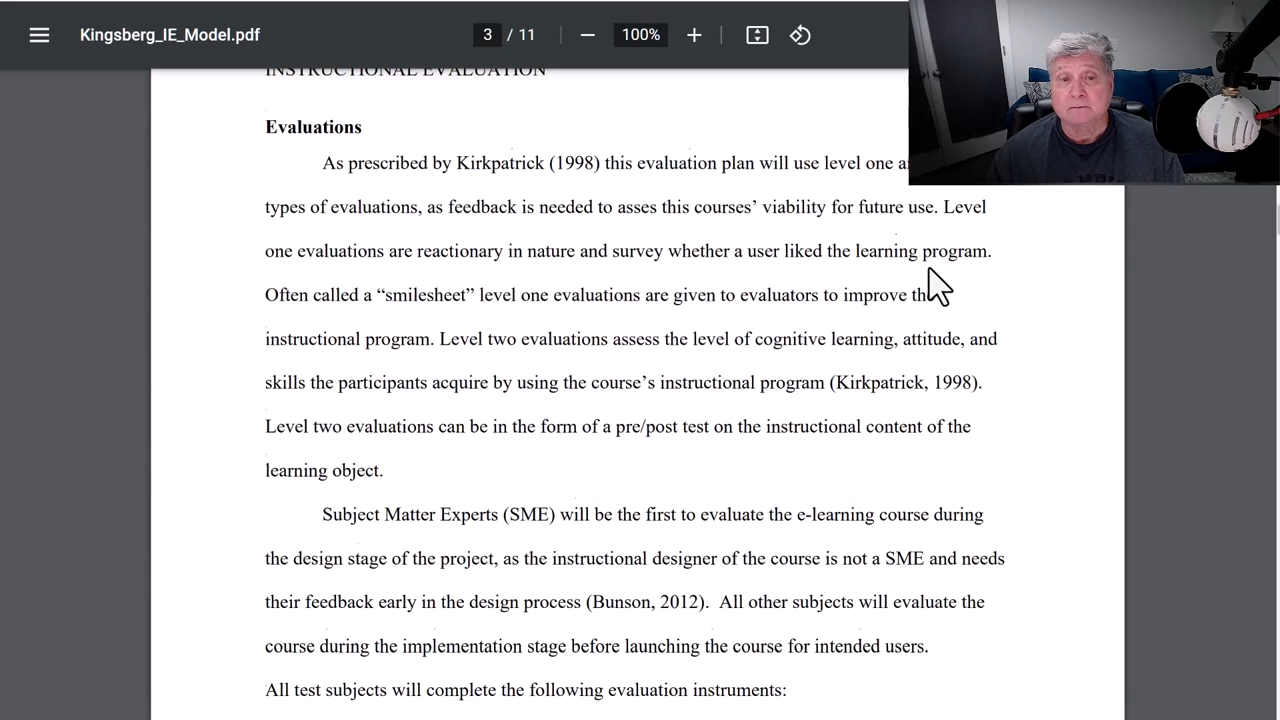 Kingsberg_IE_Model.pdf
3 / 11
100%
INSTRUCTIONAL EVALUATION
Evaluations
As prescribed by Kirkpatrick (1998) this evaluation plan will use level one
types of evaluations, as feedback is needed to asses this courses’ viability for future use. Level
one evaluations are reactionary in nature and survey whether a user liked the learning program.
Often called a “smilesheet” level one evaluations are given to evaluators to improve
instructional program. Level two evaluations assess the level of cognitive learning, attitude, and
skills the participants acquire by using the course’s instructional program (Kirkpatrick, 1998).
Level two evaluations can be in the form of a pre/post test on the instructional content of the
learning object.
Subject Matter Experts (SME) will be the first to evaluate the e-learning course during
the design stage of the project, as the instructional designer of the course is not a SME and needs
their feedback early in the design process (Bunson, 2012). All other subjects will evaluate the
course during the implementation stage before launching the course for intended users.
All test subjects will complete the following evaluation instruments: